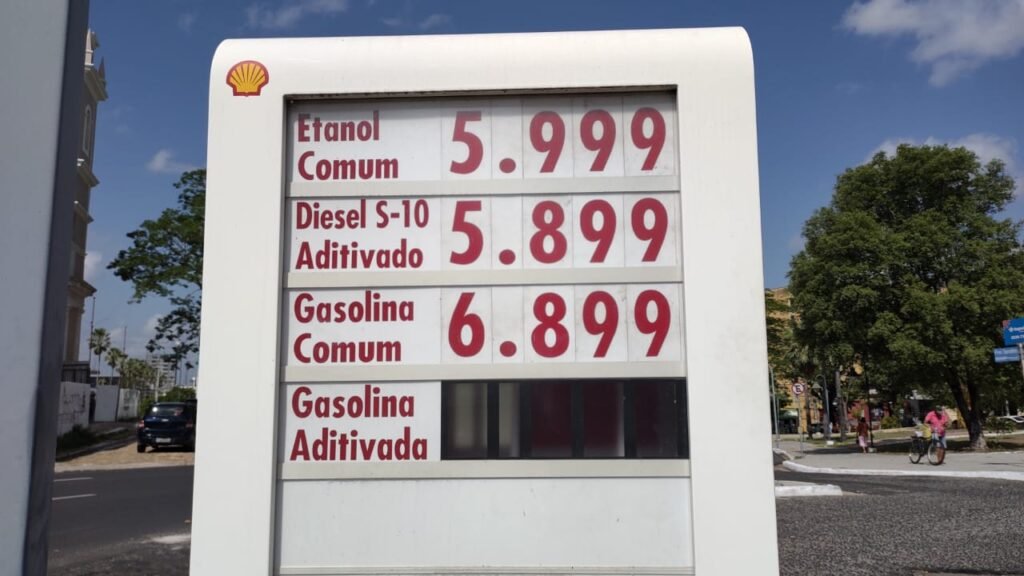 Etanol
Comum
5.999
Diesel S-10
Aditivado
5.899
Gasolina
Comum
6.899
Gasolina
Aditivada